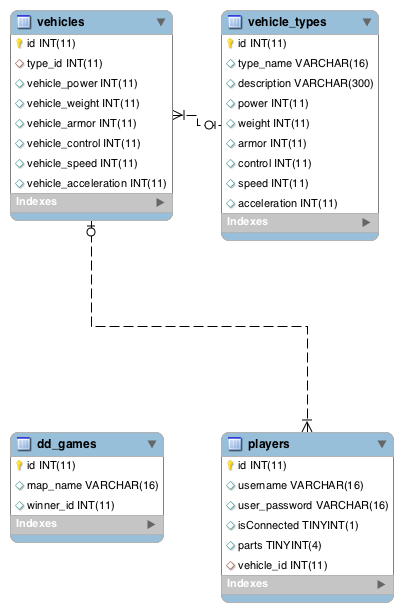 vehicles
id INT(11)
type_id INT(11)
vehicle_power INT(11)
vehicle_weight INT(11)
vehicle_armor INT(11)
vehicle_control INT(11)
vehicle_speed INT(11)
vehicle_acceleration INT(11)
Indexes
vehicle_types
id INT(11)
type_name VARCHAR(16)
description VARCHAR(300)
power INT(11)
weight INT(11)
armor INT(11)
control INT(11)
speed INT(11)
acceleration INT(11)
Indexes
dd_games
id INT(11)
map_name VARCHAR(16)
winner_id INT(11)
Indexes
players
id INT(11)
username VARCHAR(16)
user_password VARCHAR(16)
isConnected TINYINT(1)
parts TINYINT(4)
vehicle_id INT(11)
Indexes